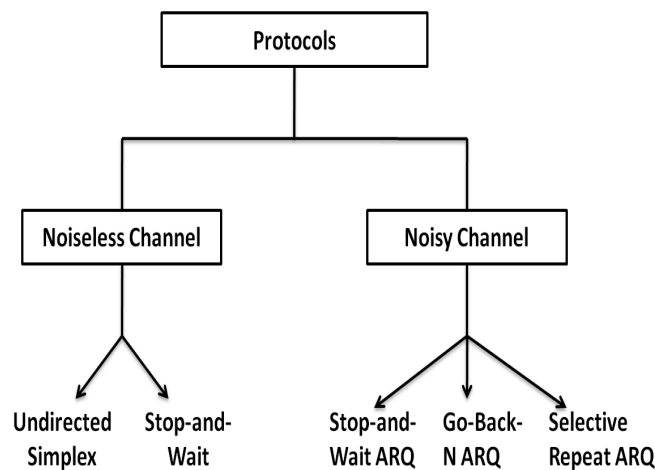 Protocols
Noiseless Channel
Noisy Channel
Undirected
Simplex
Stop-and-
Wait
Stop-and-
Wait ARQ
Go-Back-
N ARQ
Selective
Repeat ARQ